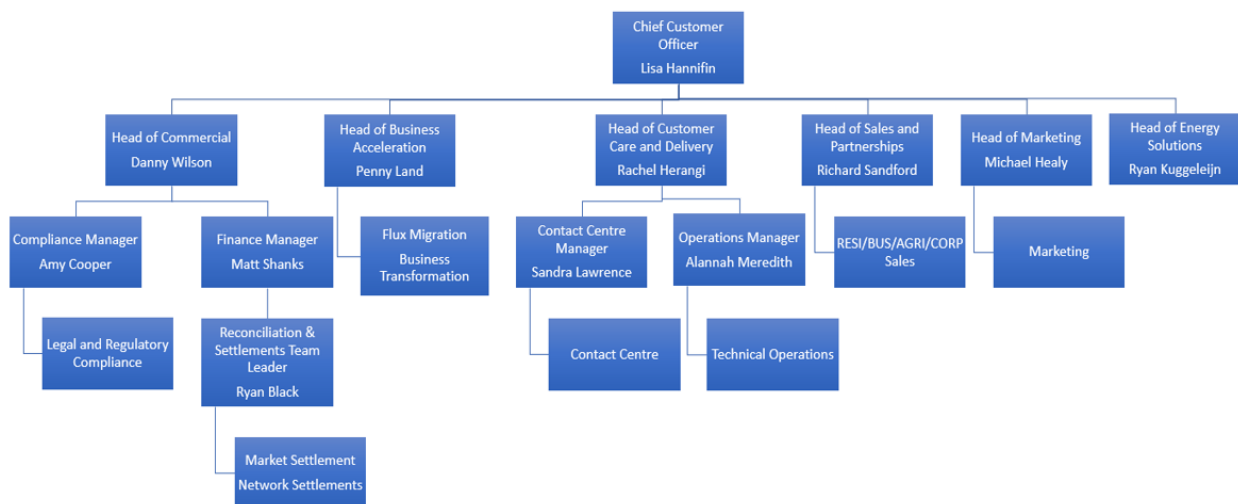 Chief Customer
Officer
Lisa Hannifin
Head of Commercial
Danny Wilson
Head of Business
Acceleration
Penny Land
Head of Customer
Care and Delivery
Rachel Herangi
Head of Sales and
Partnerships
Richard Sandford
Head of Marketing
Michael Healy
Head of Energy
Solutions
Ryan Kuggeleijn
Compliance Manager
Amy Cooper
Finance Manager
Matt Shanks
Flux Migration
Business
Transformation
Contact Centre
Manager
Sandra Lawrence
Operations Manager
Alannah Meredith
RESI/BUS/AGRI/CORP
Sales
Marketing
Legal and Regulatory
Compliance
Reconciliation &
Settlements Team
Leader
Ryan Black
Contact Centre
Technical Operations
Market Settlement
Network Settlements